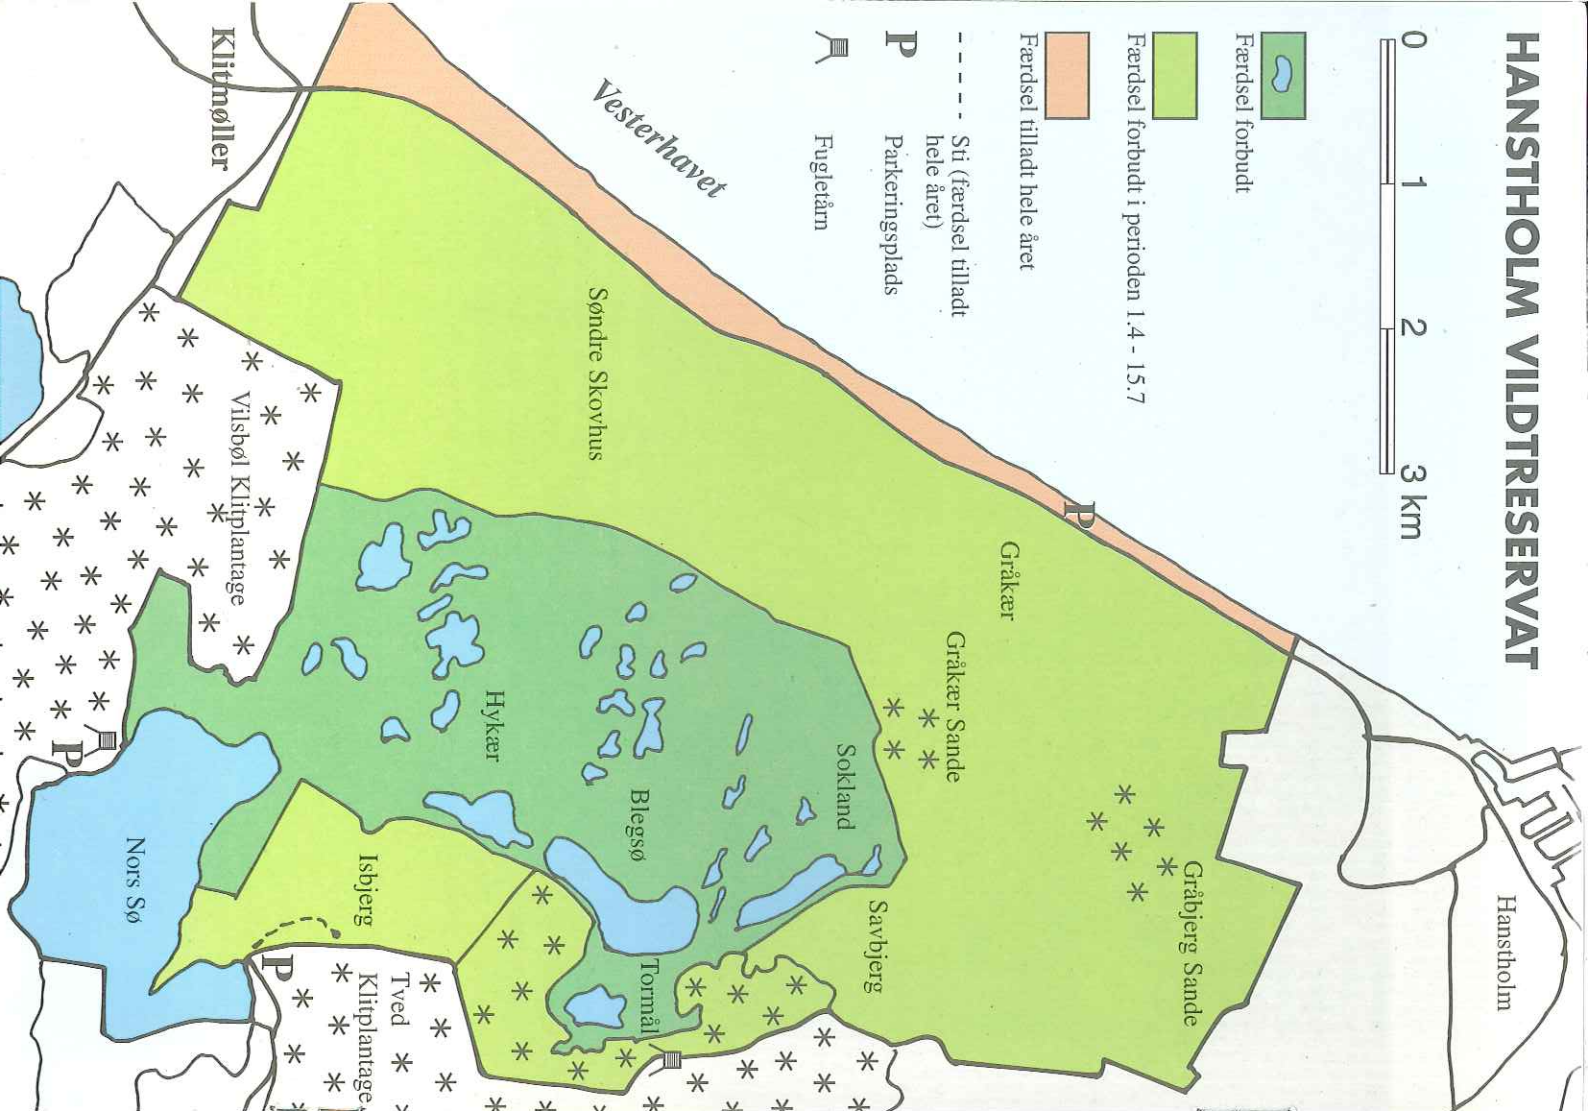 HANSTHOLM VILDTRESERVAT
0 1 2 3 km
Færdsel forbudt
Færdsel forbudt i perioden 1.4 - 15.7
Færdsel tilladt hele året
Sti (færdsel tilladt
hele året)
P Parkeringsplads
Fugletårn
Vesterhavet
Klitmøller
Hanstholm
P
Gråkær
Gråkær Sande
Gråbjerg Sande
Søndre Skovhus
Sokland
Savbjerg
Vilsbøl Klitplantage
Hykær
Blegsø
Tormål
Isbjerg
P
Nors Sø
P
Tved
Klitplantage
P